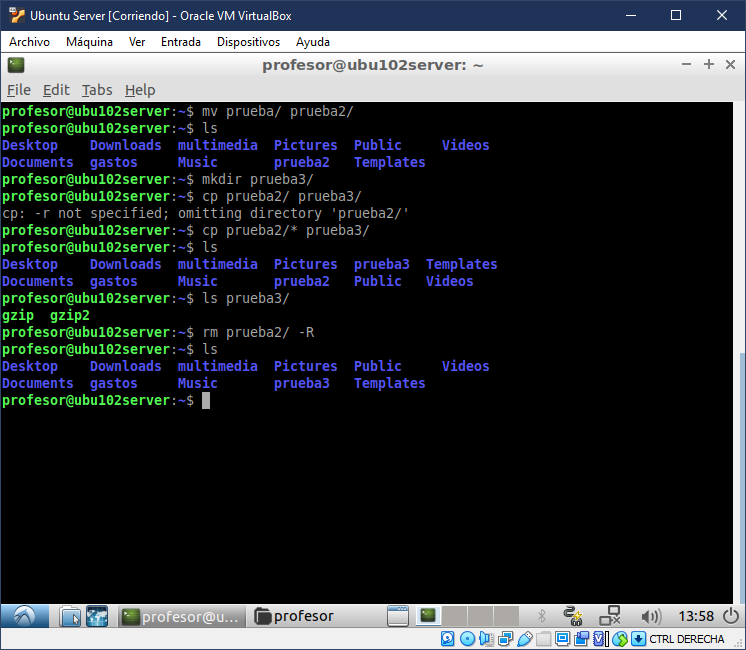 Ubuntu Server [Corriendo] - Oracle VM VirtualBox
Archivo Máquina Ver Entrada Dispositivos Ayuda
profesor@ubu102server: ~
File Edit Tabs Help
profesor@ubu102server:~$ mv prueba/ prueba2/
profesor@ubu102server:~$ ls
Desktop Downloads multimedia Pictures Public Videos
Documents gastos Music prueba2 Templates
profesor@ubu102server:~$ mkdir prueba3/
profesor@ubu102server:~$ cp prueba2/ prueba3/
cp: -r not specified; omitting directory 'prueba2/'
profesor@ubu102server:~$ cp prueba2/* prueba3/
profesor@ubu102server:~$ ls
Desktop Downloads multimedia Pictures prueba3 Templates
Documents gastos Music prueba2 Public Videos
profesor@ubu102server:~$ ls prueba3/
gzip gzip2
profesor@ubu102server:~$ rm prueba2/ -R
profesor@ubu102server:~$ ls
Desktop Downloads multimedia Pictures Public Videos
Documents gastos Music prueba3 Templates
profesor@ubu102server:~$
profesor@u... profesor 13:58
CTRL DERECHA